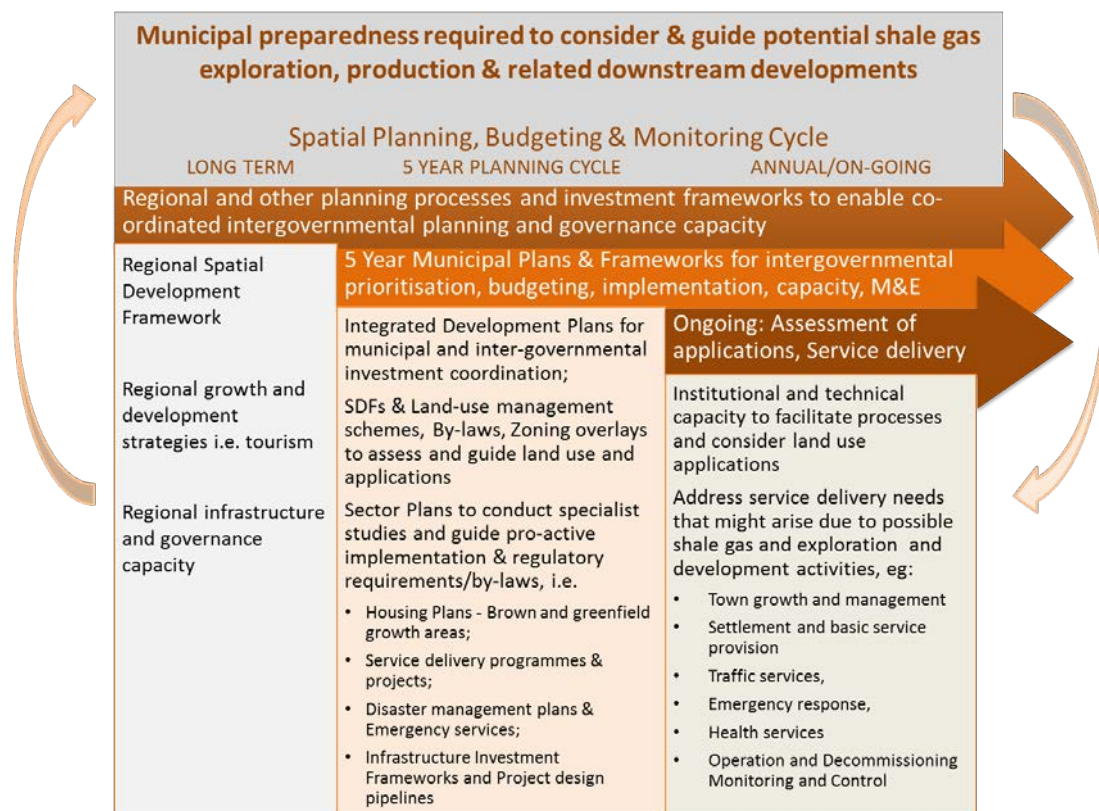 Municipal preparedness required to consider & guide potential shale gas
exploration, production & related downstream developments
Spatial Planning, Budgeting & Monitoring Cycle
LONG TERM
5 YEAR PLANNING CYCLE
ANNUAL/ON-GOING
Regional and other planning processes and investment frameworks to enable co-
ordinated intergovernmental planning and governance capacity
Regional Spatial
Development
Framework
Regional growth and
development
strategies i.e. tourism
Regional infrastructure
and governance
capacity
5 Year Municipal Plans & Frameworks for intergovernmental
prioritisation, budgeting, implementation, capacity, M&E
Integrated Development Plans for
municipal and inter-governmental
investment coordination;
SDFs & Land-use management
schemes, By-laws, Zoning overlays
to assess and guide land use and
applications
Sector Plans to conduct specialist
studies and guide pro-active
implementation & regulatory
requirements/by-laws, i.e.
• Housing Plans - Brown and greenfield
growth areas;
• Service delivery programmes &
projects;
• Disaster management plans &
Emergency services;
• Infrastructure Investment
Frameworks and Project design
pipelines
Ongoing: Assessment of
applications, Service delivery
Institutional and technical
capacity to facilitate processes
and consider land use
applications
Address service delivery needs
that might arise due to possible
shale gas and exploration and
development activities, eg:
• Town growth and management
• Settlement and basic service
provision
• Traffic services,
• Emergency response,
• Health services
• Operation and Decommissioning
Monitoring and Control